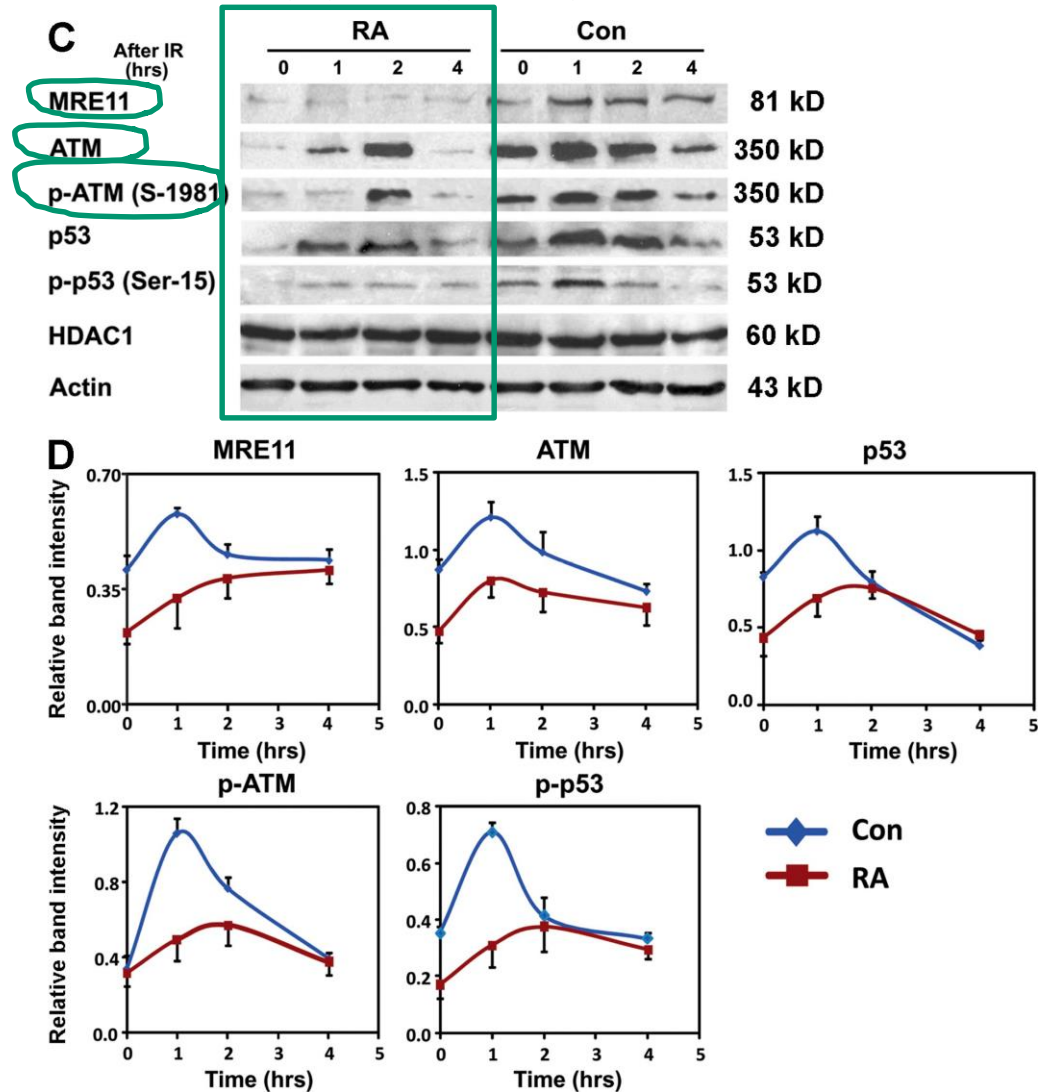 C
After IR
(hrs)
RA
Con
0 1 2 4 0 1 2 4
MRE11 81 kD
ATM 350 kD
p-ATM (S-1981) 350 kD
p53 53 kD
p-p53 (Ser-15) 53 kD
HDAC1 60 kD
Actin 43 kD
D
MRE11
Relative band intensity
0.70
0.35
0.00
0 1 2 3 4 5
Time (hrs)
ATM
1.5
1.0
0.5
0.0
0 1 2 3 4 5
Time (hrs)
p53
1.5
1.0
0.5
0.0
0 1 2 3 4 5
Time (hrs)
p-ATM
Relative band intensity
1.2
0.8
0.4
0.0
0 1 2 3 4 5
Time (hrs)
p-p53
0.8
0.6
0.4
0.2
0.0
0 1 2 3 4 5
Time (hrs)
Con
RA